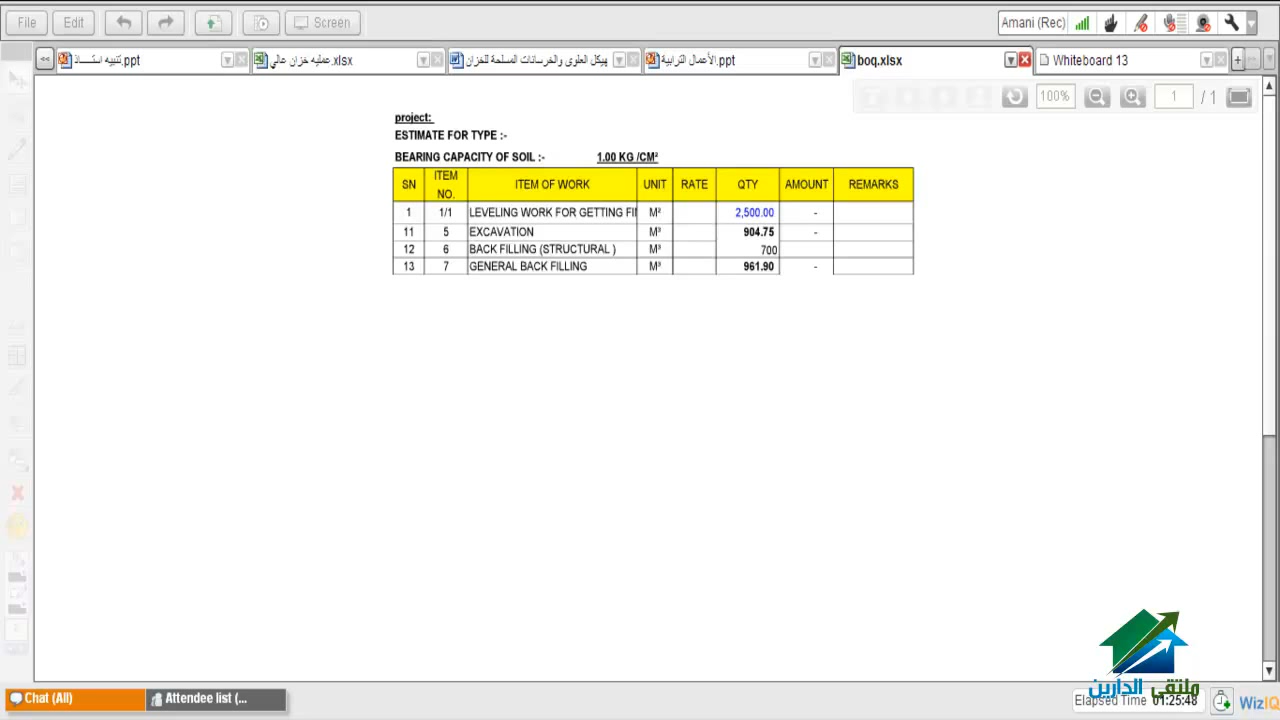 File Edit Screen Amani (Rec)
<< تنبيه استـــاذ.ppt عمليه خزان عالي.xlsx هيكل العلوى والخرسانات المسلحة للخزان الأعمال الترابية.ppt boq.xlsx Whiteboard 13 +
100% 1 / 1
project:
ESTIMATE FOR TYPE :-
BEARING CAPACITY OF SOIL :- 1.00 KG /CM²
SN ITEM NO. ITEM OF WORK UNIT RATE QTY AMOUNT REMARKS
1 1/1 LEVELING WORK FOR GETTING FI M² 2,500.00 -
11 5 EXCAVATION M³ 904.75 -
12 6 BACK FILLING (STRUCTURAL ) M³ 700
13 7 GENERAL BACK FILLING M³ 961.90 -
ملتقى الدارين
Chat (All) Attendee list (... Elapsed Time 01:25:48 WizIQ